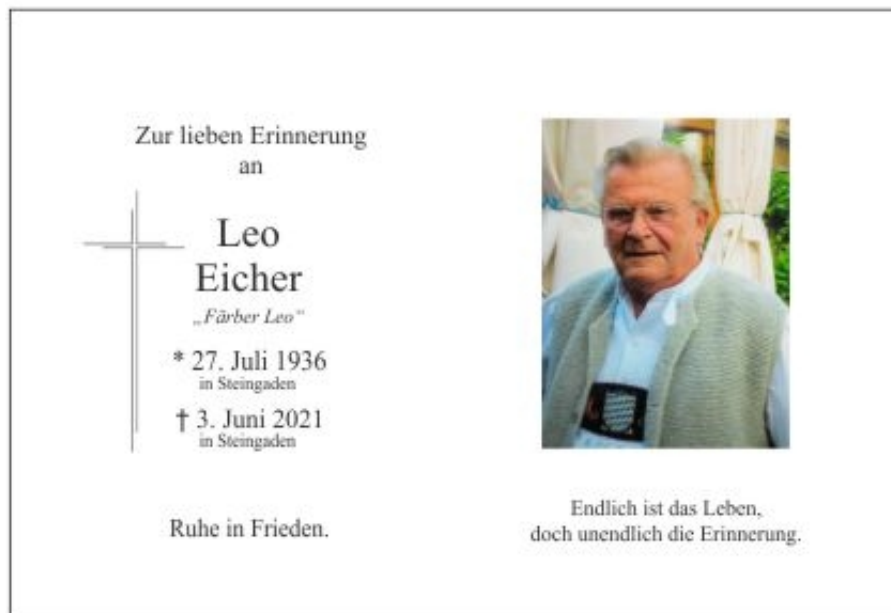 Zur lieben Erinnerung
an
Leo
Eicher
„Färber Leo“
* 27. Juli 1936
in Steingaden
† 3. Juni 2021
in Steingaden
Ruhe in Frieden.
Endlich ist das Leben,
doch unendlich die Erinnerung.